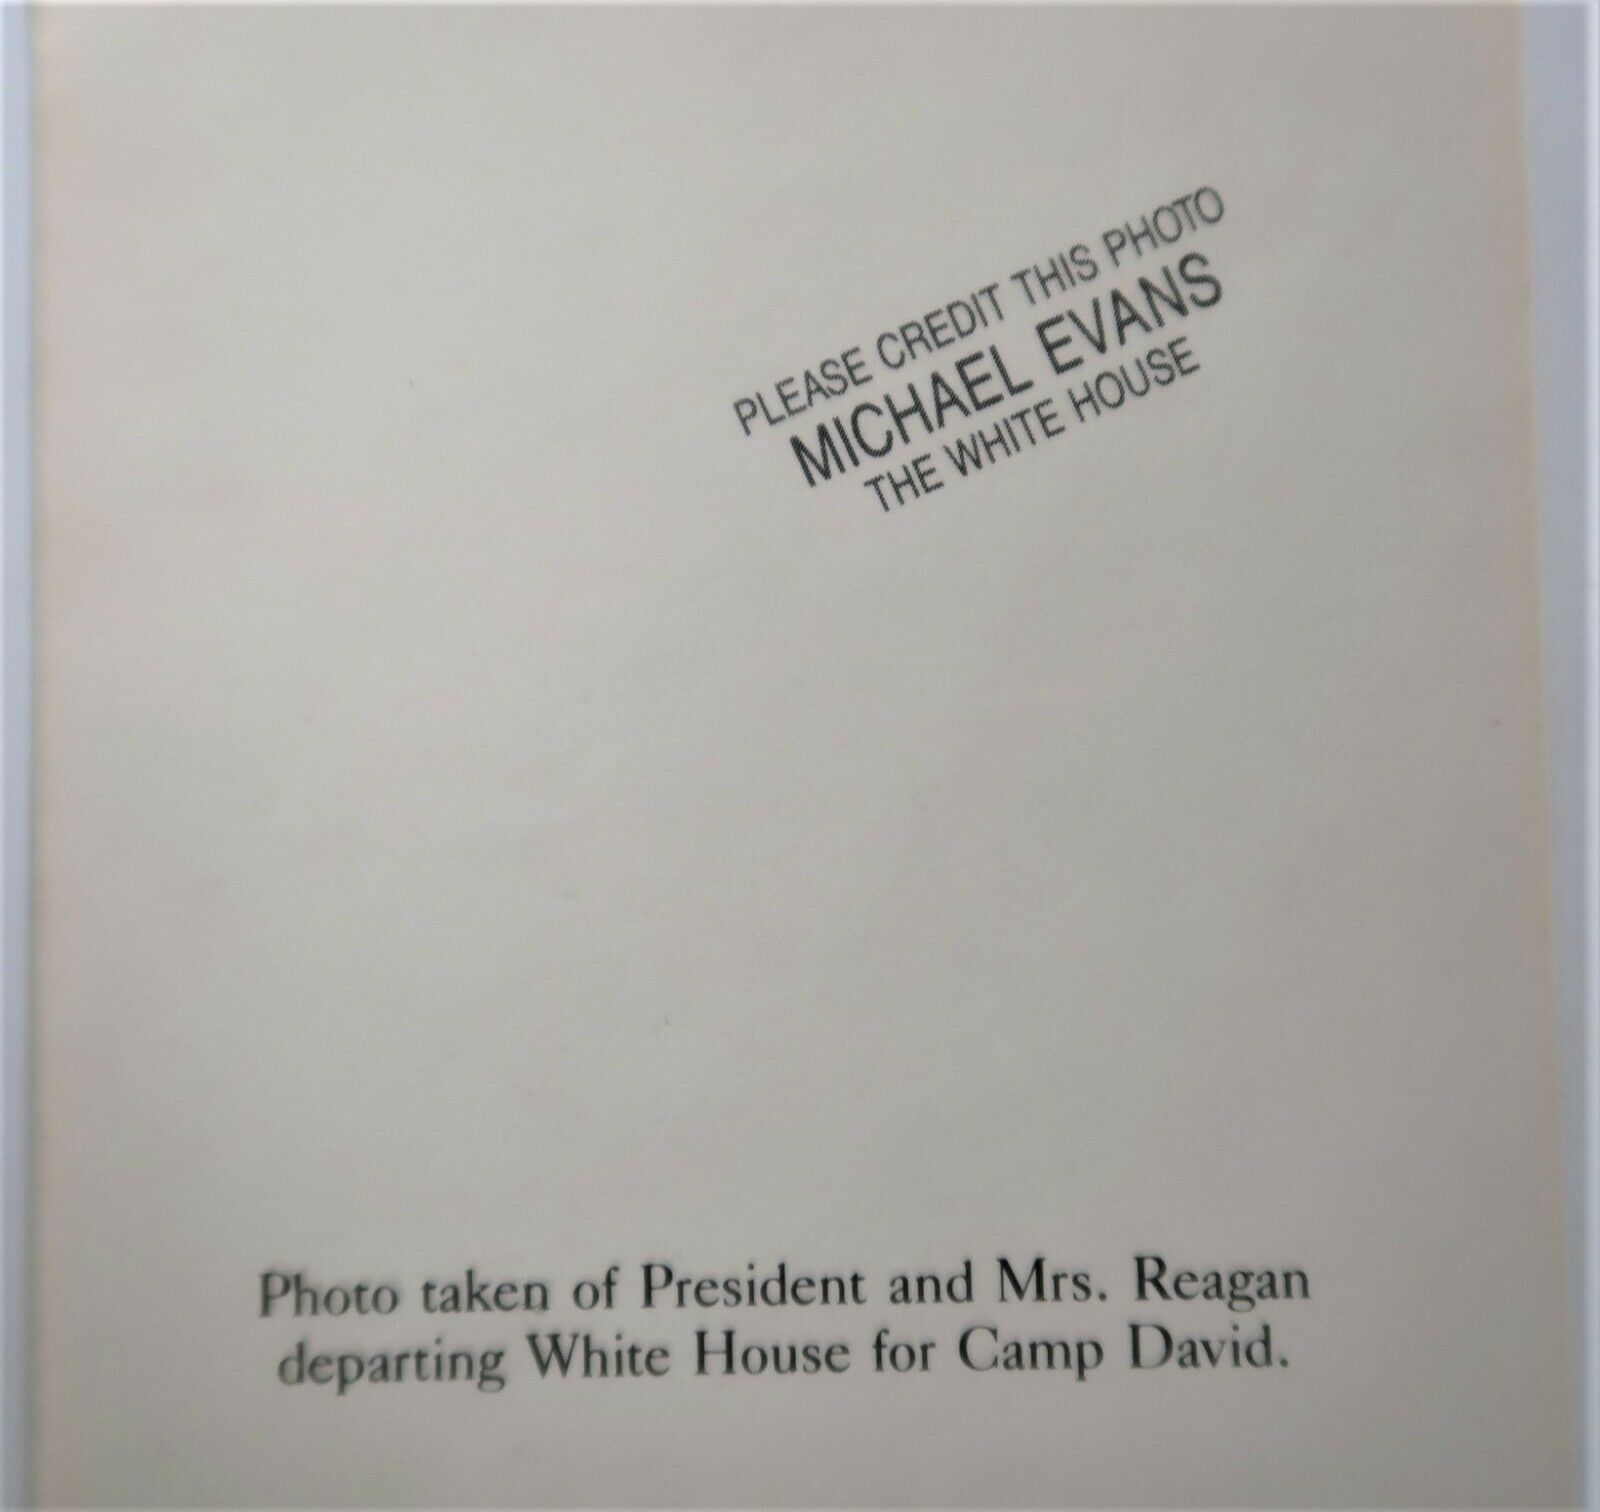 PLEASE CREDIT THIS PHOTO
MICHAEL EVANS
THE WHITE HOUSE
Photo taken of President and Mrs. Reagan
departing White House for Camp David.